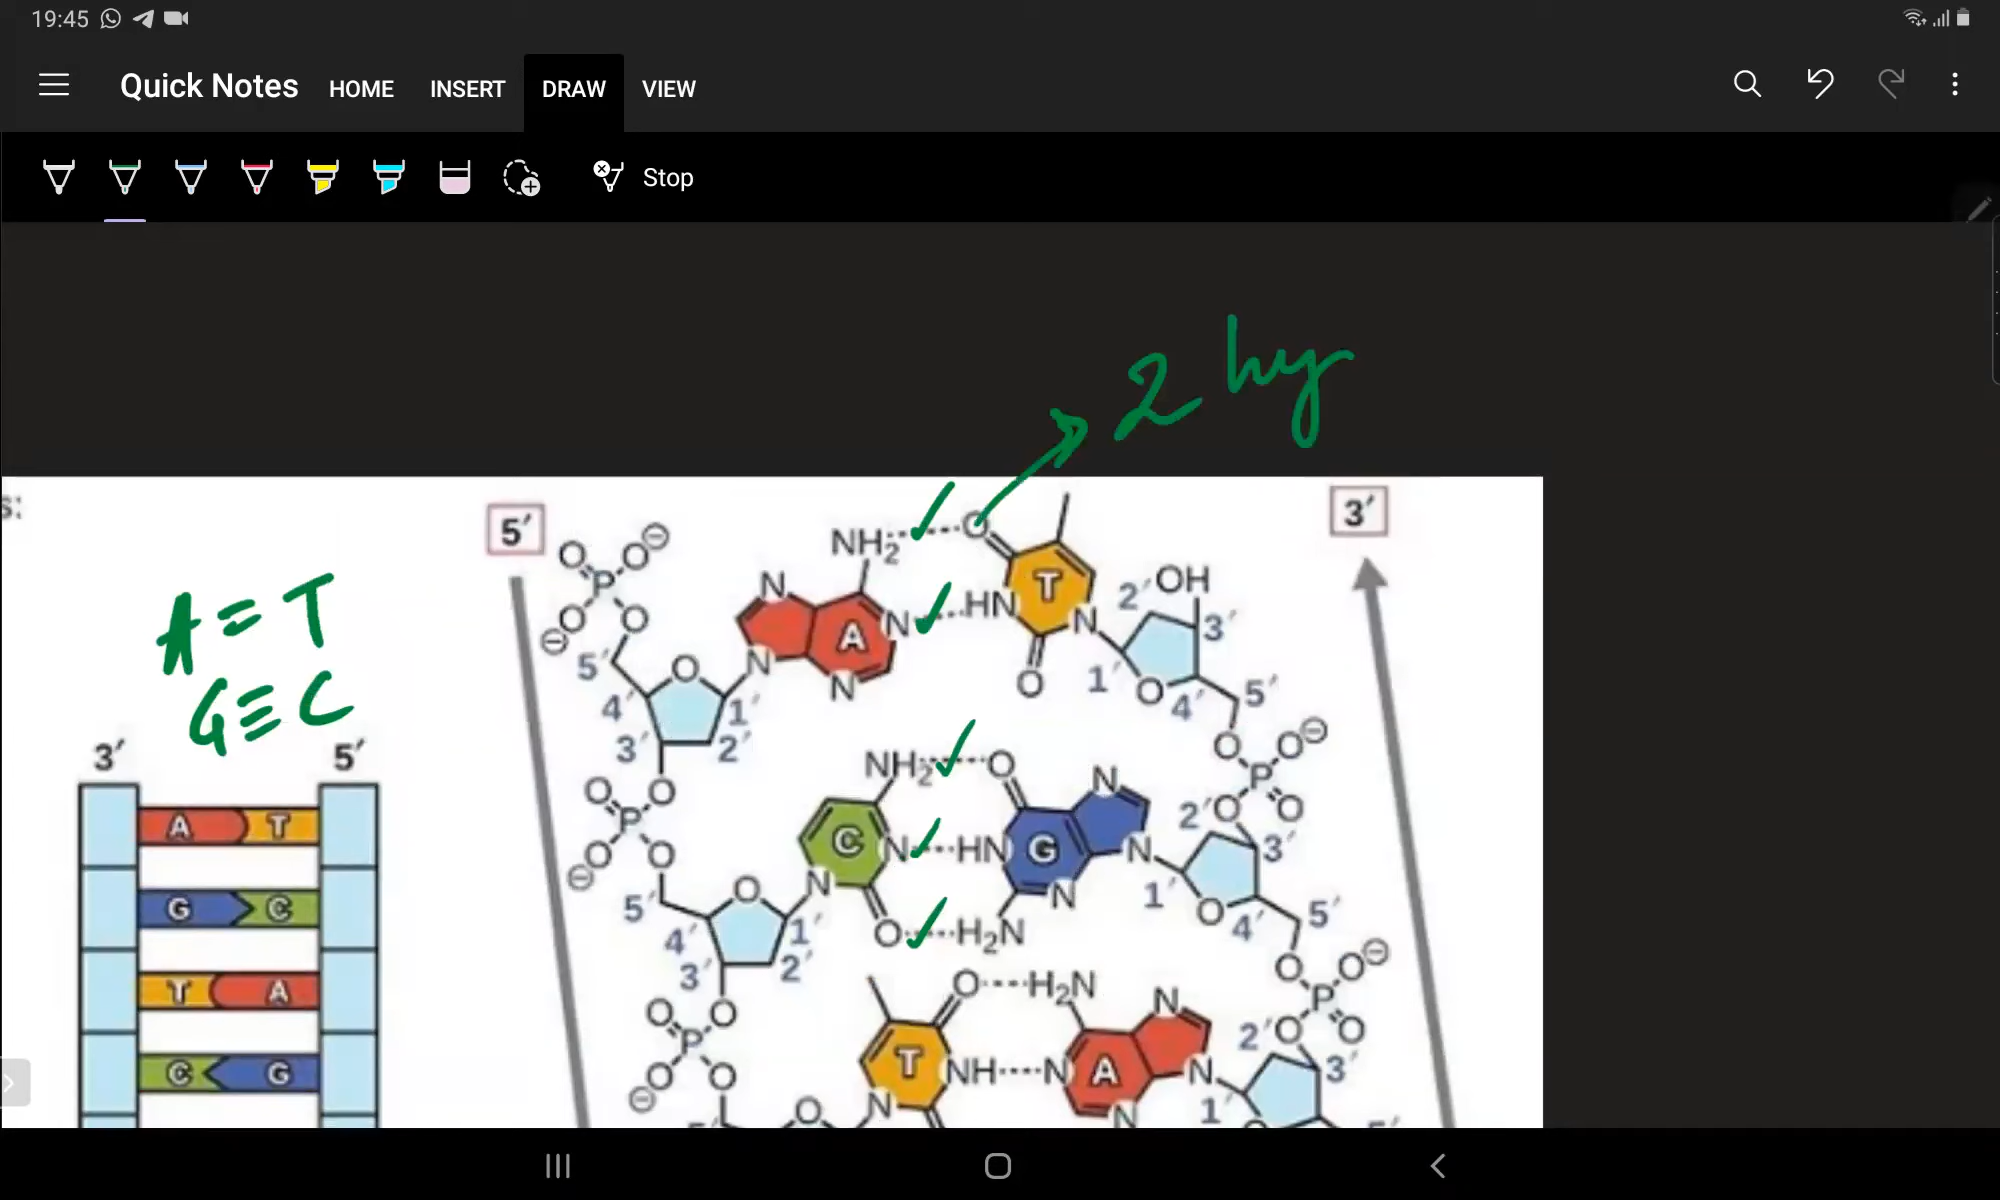 19:45
Quick Notes HOME INSERT DRAW VIEW
Stop
2 hy
s:
5′ 3′
NH₂ O
O O⊖ P O ⊖ O
N A N HN T N 2′ OH
N N O 3′
5′ O 1′ O 4′ 5′
4′ 1′
3′ 2′
A = T
G ≡ C
3′ 5′
NH₂ O N
O O P O ⊖ O
O O⊖ P O O
C N HN G N 2′ 3′
N N 1′
5′ O 1′ O 4′ 5′
4′ O H₂N
3′ 2′
A T
G C
T A
C G
O H₂N N
O O P O ⊖ O
O O⊖ P O O
T NH N A N 2′ 3′
N N 1′
O